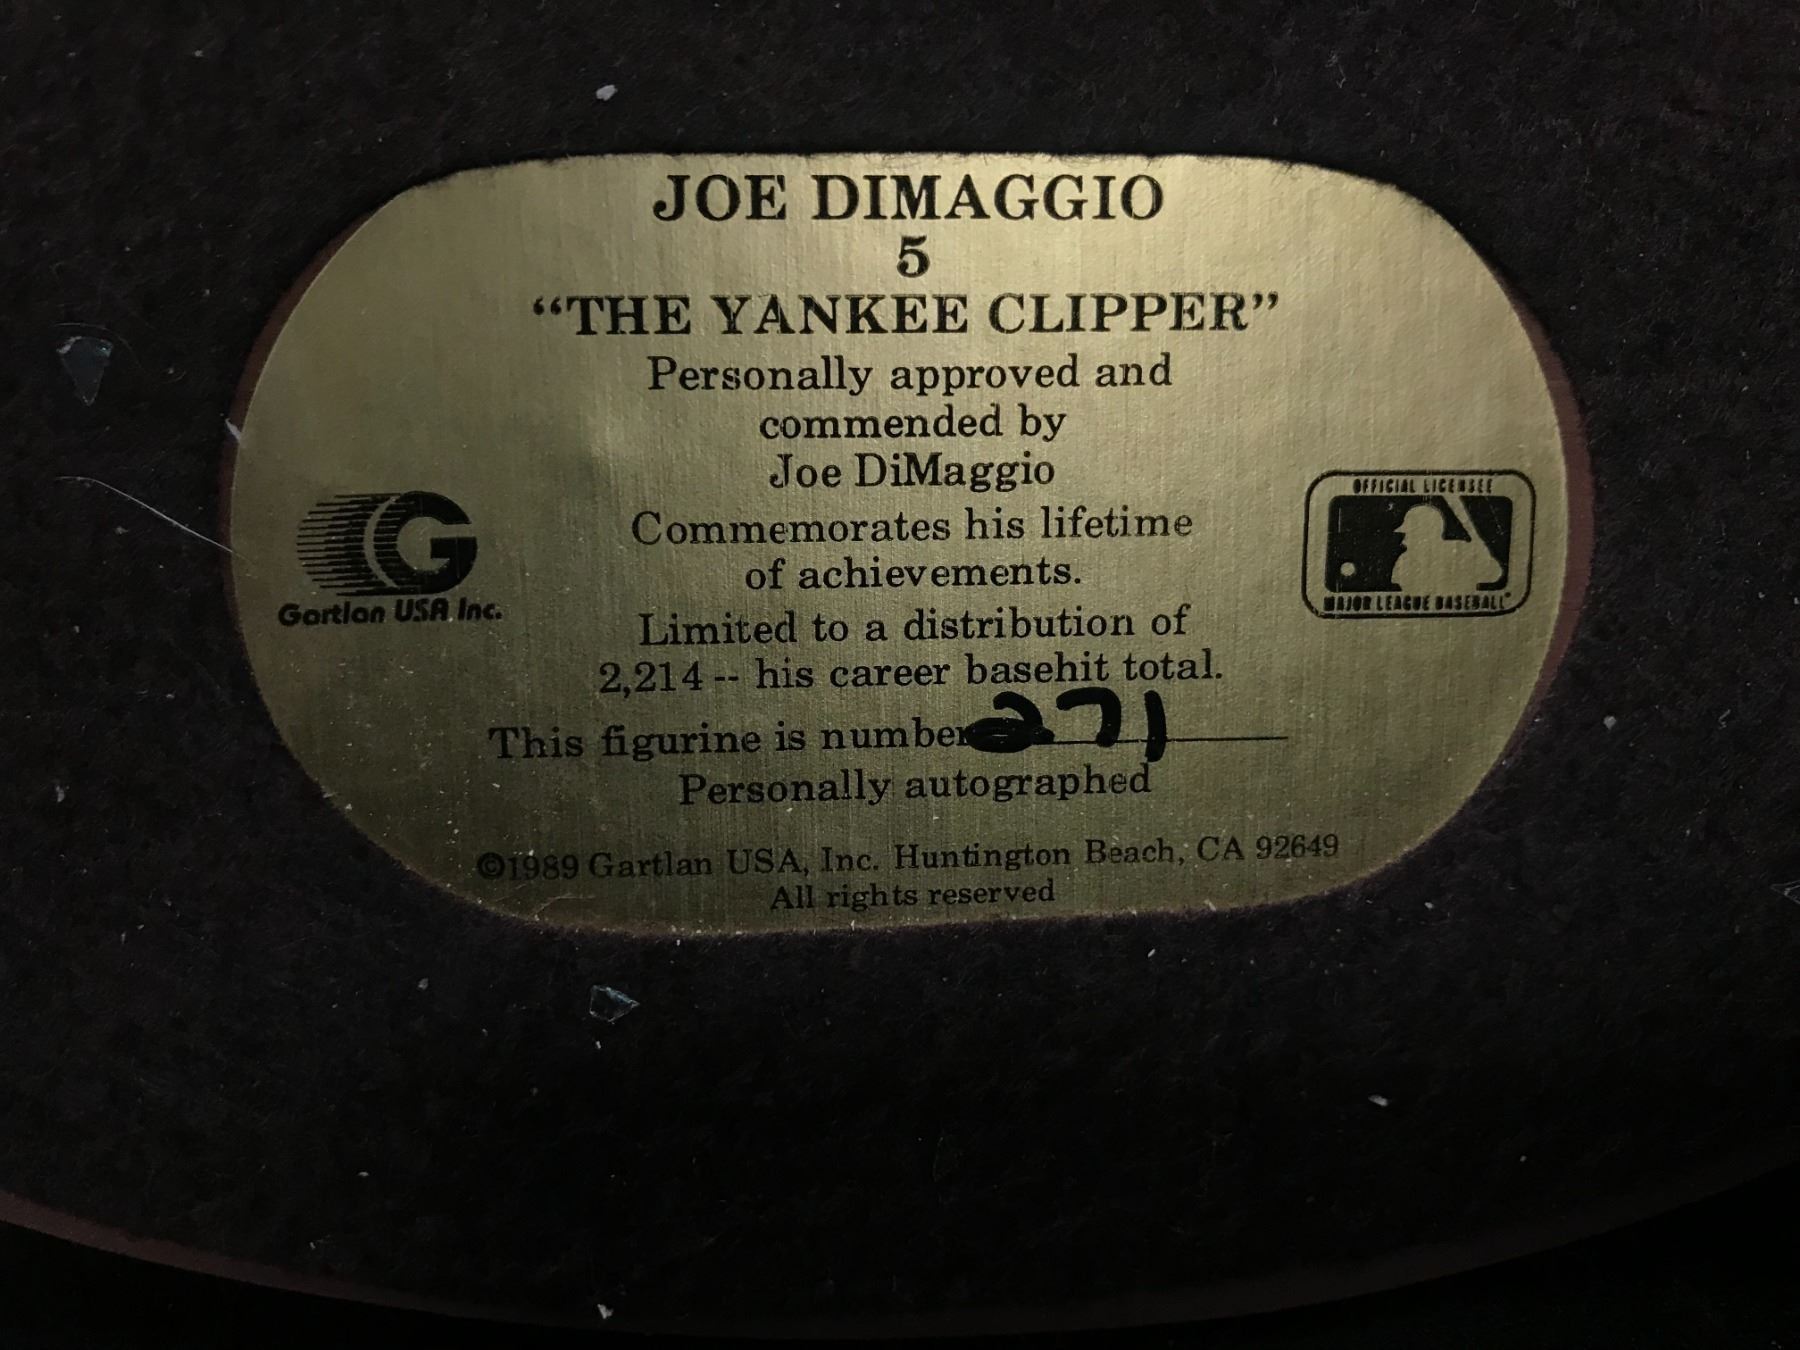 JOE DIMAGGIO
5
“THE YANKEE CLIPPER”
Personally approved and
commended by
Joe DiMaggio
Commemorates his lifetime
of achievements.
Limited to a distribution of
2,214 -- his career basehit total.
This figurine is number 271
Personally autographed
©1989 Gartlan USA, Inc. Huntington Beach, CA 92649
All rights reserved
G
Gartlan USA Inc.
OFFICIAL LICENSEE
MAJOR LEAGUE BASEBALL